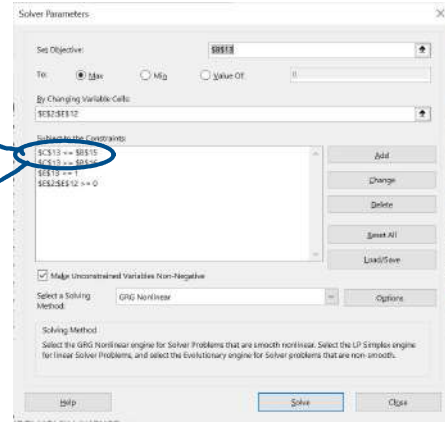 Solver Parameters
Set Objective:
$B$13
To:
Max
Min
Value Of:
0
By Changing Variable Cells:
$E$2:$E$12
Subject to the Constraints:
$C$13 <= $B$15
$E$13 = 1
$E$2:$E$12 >= 0
Add
Change
Delete
Reset All
Load/Save
Make Unconstrained Variables Non-Negative
Select a Solving
Method:
GRG Nonlinear
Options
Solving Method
Select the GRG Nonlinear engine for Solver Problems that are smooth nonlinear. Select the LP Simplex engine
for linear Solver Problems, and select the Evolutionary engine for Solver problems that are non-smooth.
Help
Solve
Close